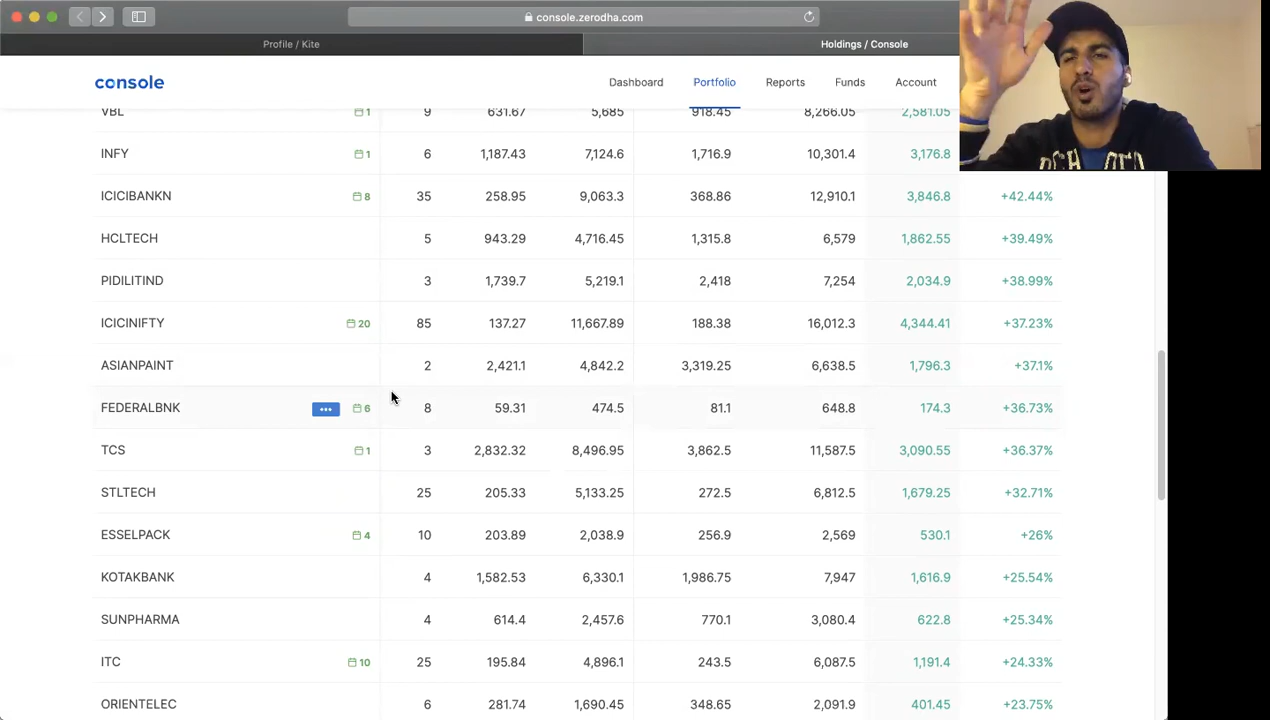 console.zerodha.com
Profile / Kite
Holdings / Console
console
Dashboard
Portfolio
Reports
Funds
Account
VBL 1 9 631.67 5,685 918.45 8,266.05 2,581.05
INFY 1 6 1,187.43 7,124.6 1,716.9 10,301.4 3,176.8
ICICIBANKN 8 35 258.95 9,063.3 368.86 12,910.1 3,846.8 +42.44%
HCLTECH 5 943.29 4,716.45 1,315.8 6,579 1,862.55 +39.49%
PIDILITIND 3 1,739.7 5,219.1 2,418 7,254 2,034.9 +38.99%
ICICINIFTY 20 85 137.27 11,667.89 188.38 16,012.3 4,344.41 +37.23%
ASIANPAINT 2 2,421.1 4,842.2 3,319.25 6,638.5 1,796.3 +37.1%
FEDERALBNK 6 8 59.31 474.5 81.1 648.8 174.3 +36.73%
TCS 1 3 2,832.32 8,496.95 3,862.5 11,587.5 3,090.55 +36.37%
STLTECH 25 205.33 5,133.25 272.5 6,812.5 1,679.25 +32.71%
ESSELPACK 4 10 203.89 2,038.9 256.9 2,569 530.1 +26%
KOTAKBANK 4 1,582.53 6,330.1 1,986.75 7,947 1,616.9 +25.54%
SUNPHARMA 4 614.4 2,457.6 770.1 3,080.4 622.8 +25.34%
ITC 10 25 195.84 4,896.1 243.5 6,087.5 1,191.4 +24.33%
ORIENTELEC 6 281.74 1,690.45 348.65 2,091.9 401.45 +23.75%